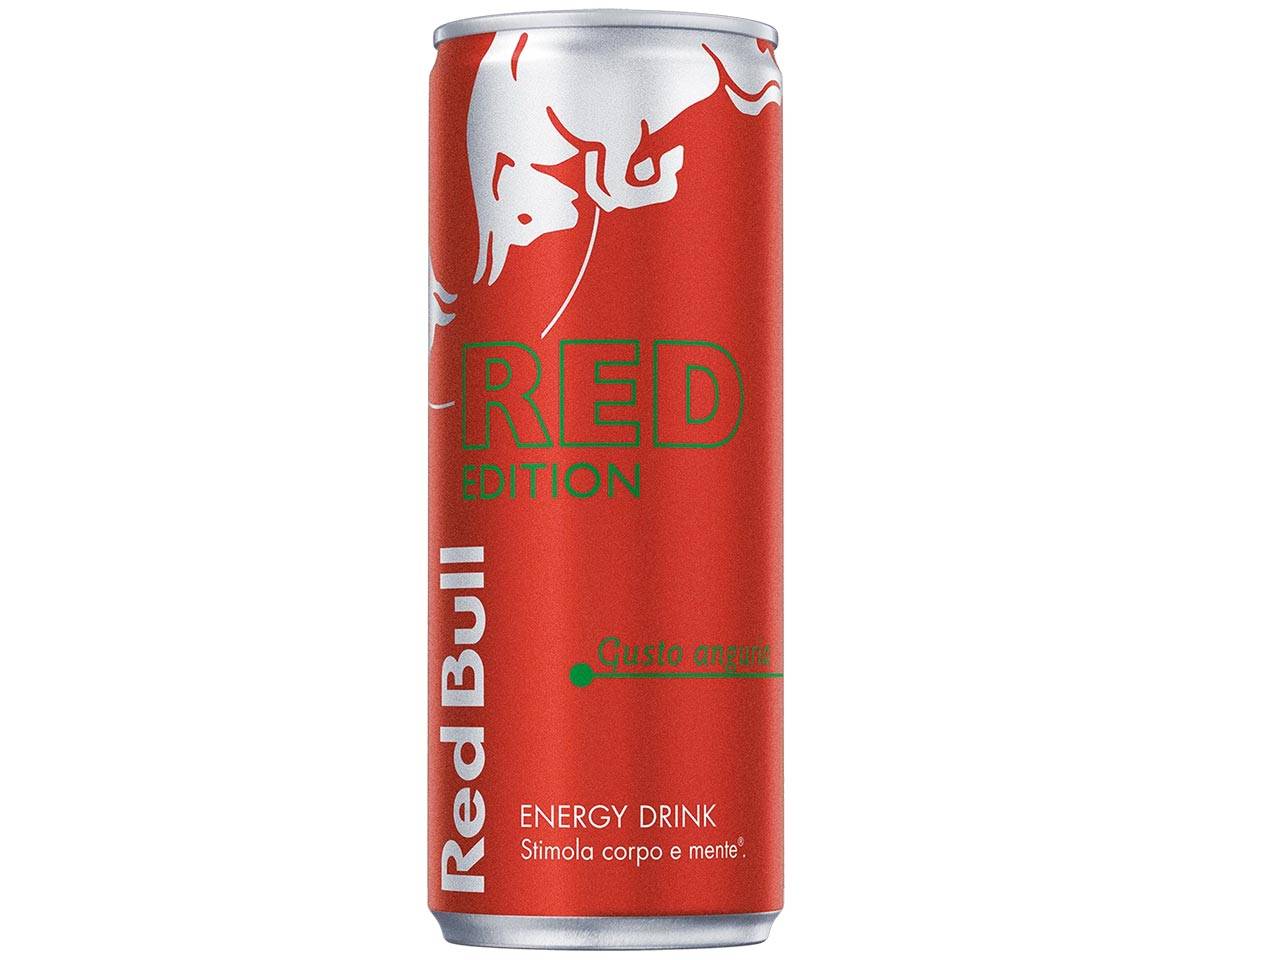 RED
EDITION
Red Bull
Gusto anguria
ENERGY DRINK
Stimola corpo e mente®.